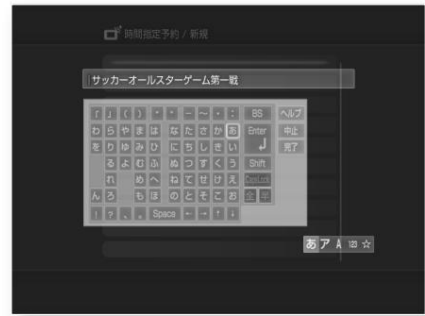 時間指定予約 / 新規
サッカーオールスターゲーム第一戦
「 」 ( ) ゛ ゜ - ~ ・ : BS ヘルプ
わ ら や ま は な た さ か あ Enter 中止
を り ゆ み ひ に ち し き い 完了
る よ む ふ ぬ つ す く う Shift
れ め へ ね て せ け え CapsLock
ん ろ も ほ の と そ こ お 全 半
! ? 、 。 Space ← → ↑ ↓
あ ア A 123 ☆